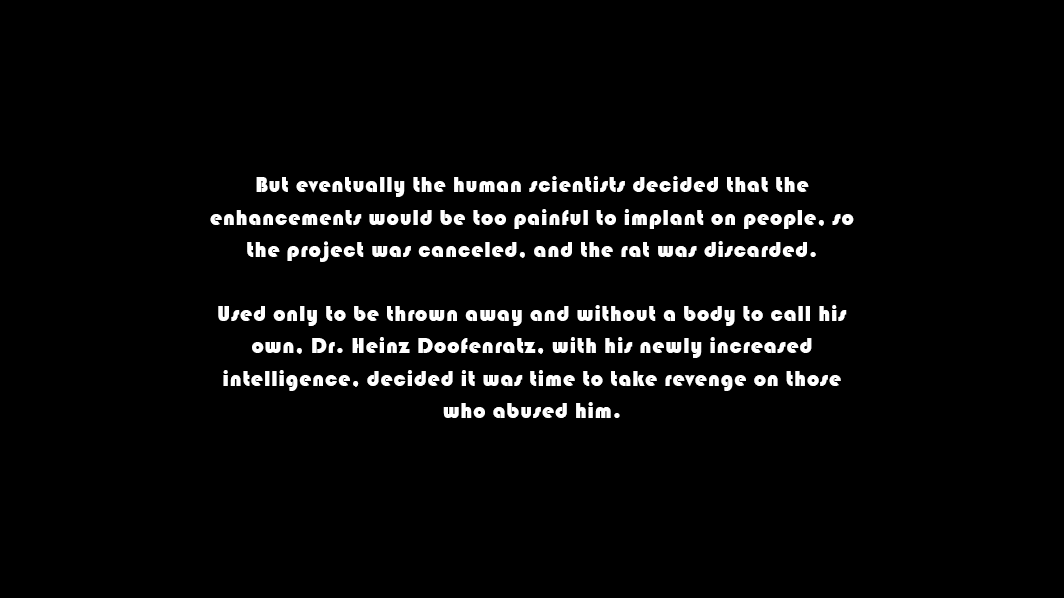 But eventually the human scientists decided that the
enhancements would be too painful to implant on people, so
the project was canceled, and the rat was discarded.
Used only to be thrown away and without a body to call his
own, Dr. Heinz Doofenratz, with his newly increased
intelligence, decided it was time to take revenge on those
who abused him.